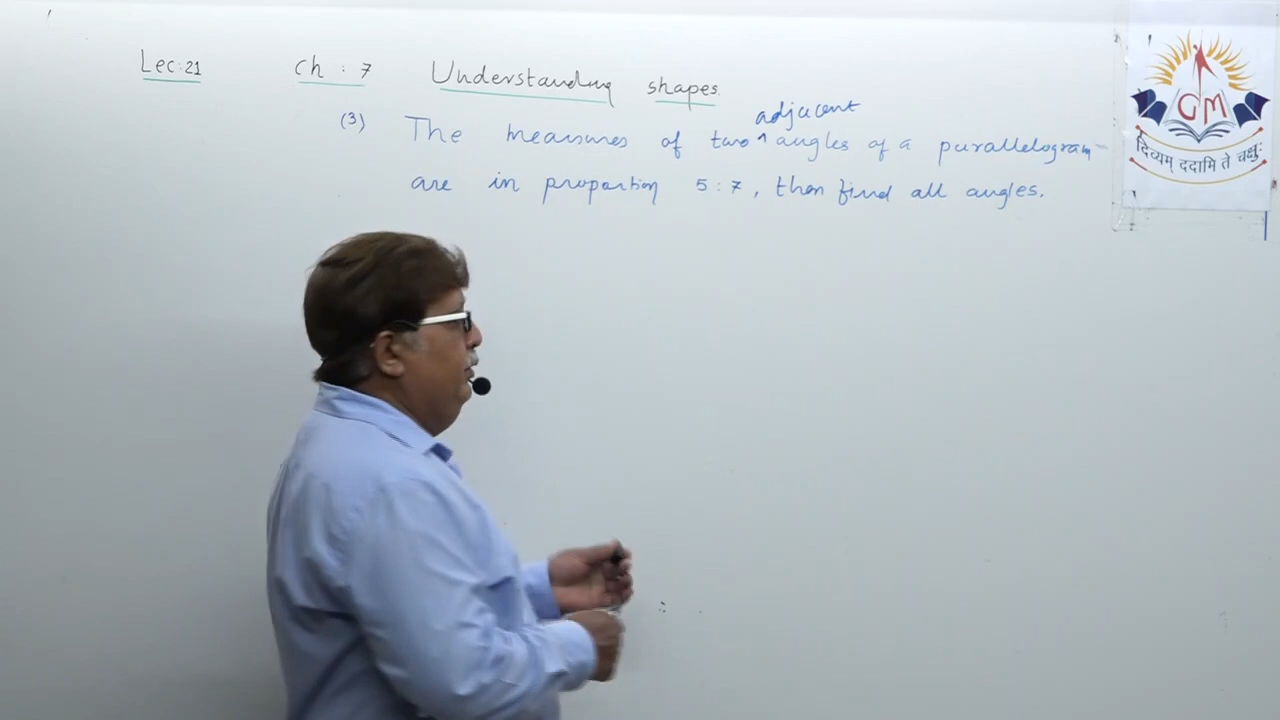 Lec: 21 ch : 7 Understanding shapes.
(3) The measures of two ^ adjacent angles of a parallelogram
are in proportion 5 : 7 , then find all angles.
GM
दिव्यम् ददामि ते चक्षुः